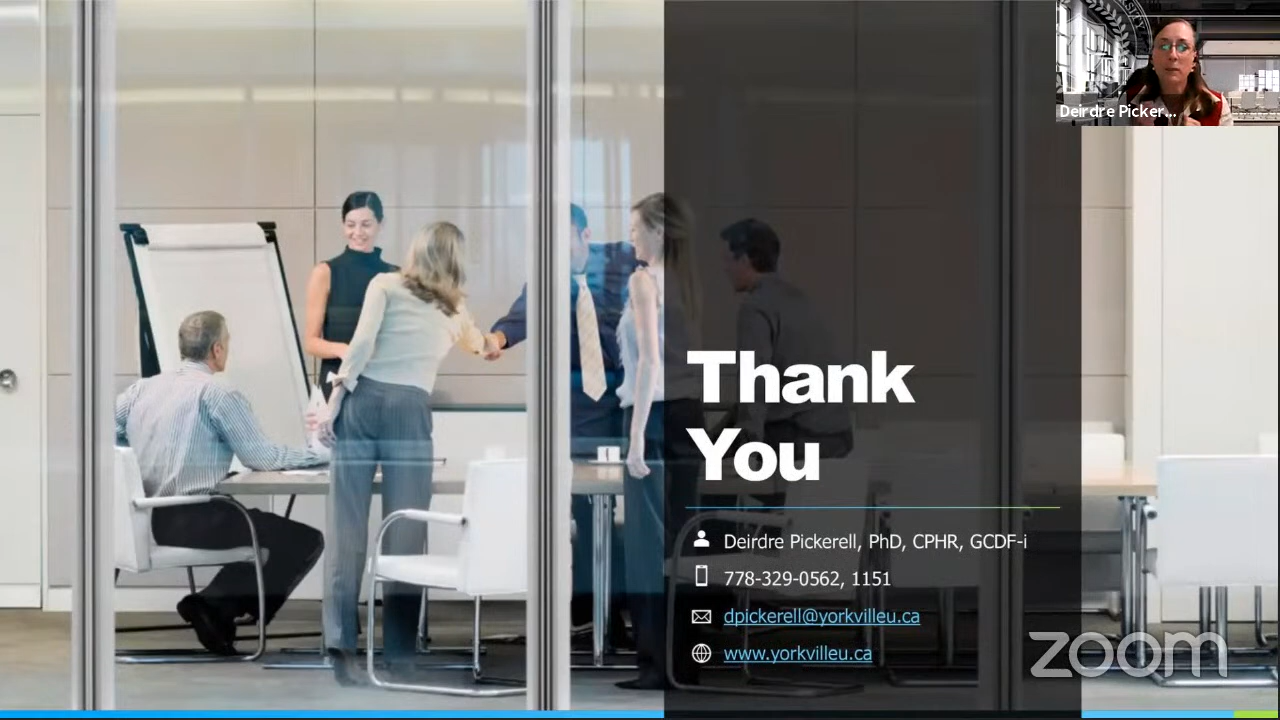 Deirdre Picker...
Thank
You
Deirdre Pickerell, PhD, CPHR, GCDF-i
778-329-0562, 1151
dpickerell@yorkvilleu.ca
www.yorkvilleu.ca
zoom